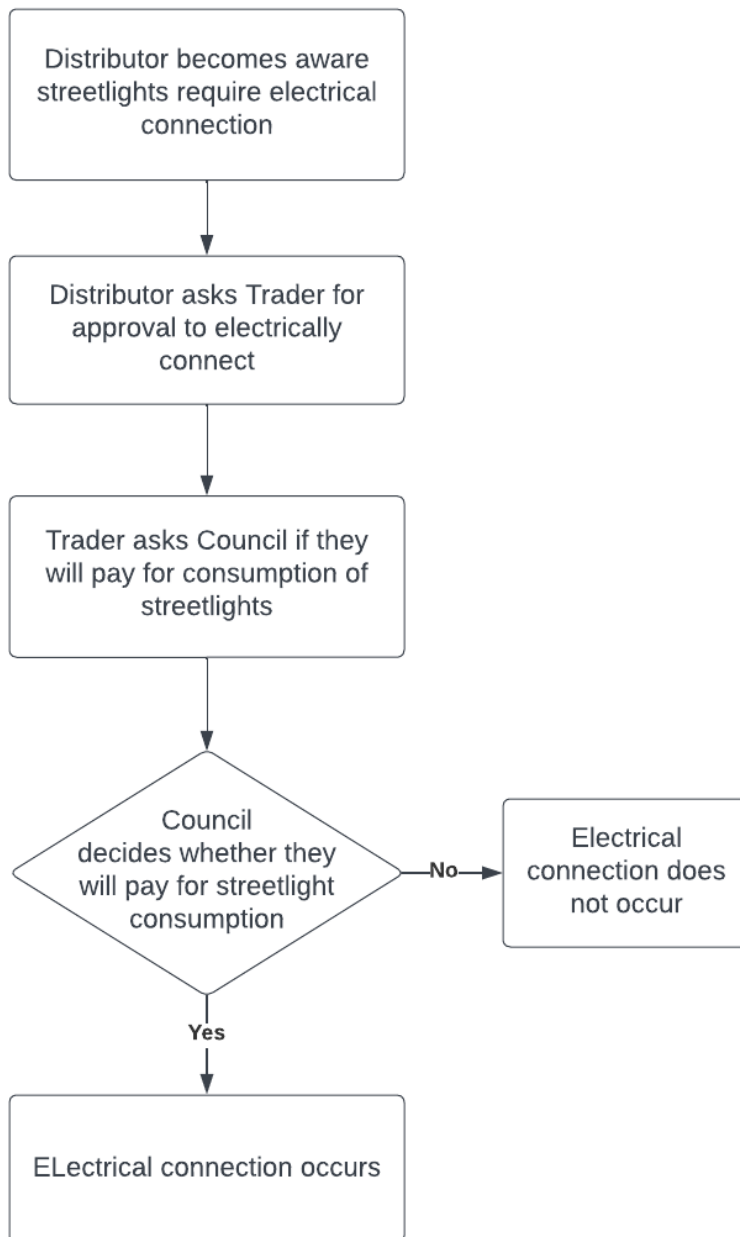 Distributor becomes aware
streetlights require electrical
connection
Distributor asks Trader for
approval to electrically
connect
Trader asks Council if they
will pay for consumption of
streetlights
Council
decides whether they
will pay for streetlight
consumption
No
Electrical
connection does
not occur
Yes
ELectrical connection occurs